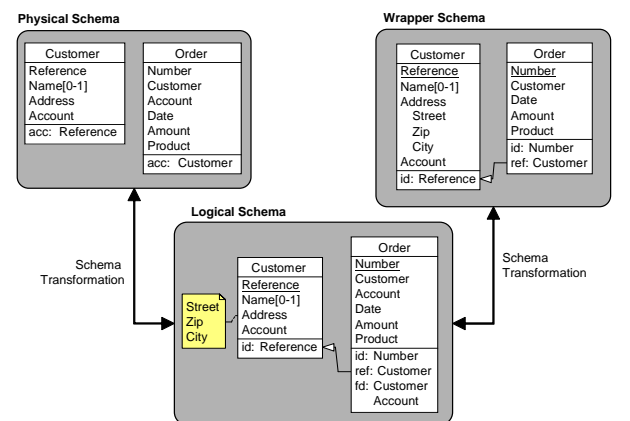 Physical Schema
Customer
Reference
Name[0-1]
Address
Account
acc: Reference
Order
Number
Customer
Account
Date
Amount
Product
acc: Customer
Wrapper Schema
Customer
Reference
Name[0-1]
Address
Street
Zip
City
Account
id: Reference
Order
Number
Customer
Date
Amount
Product
id: Number
ref: Customer
Schema
Transformation
Logical Schema
Street
Zip
City
Customer
Reference
Name[0-1]
Address
Account
id: Reference
Order
Number
Customer
Account
Date
Amount
Product
id: Number
ref: Customer
fd: Customer
Account
Schema
Transformation